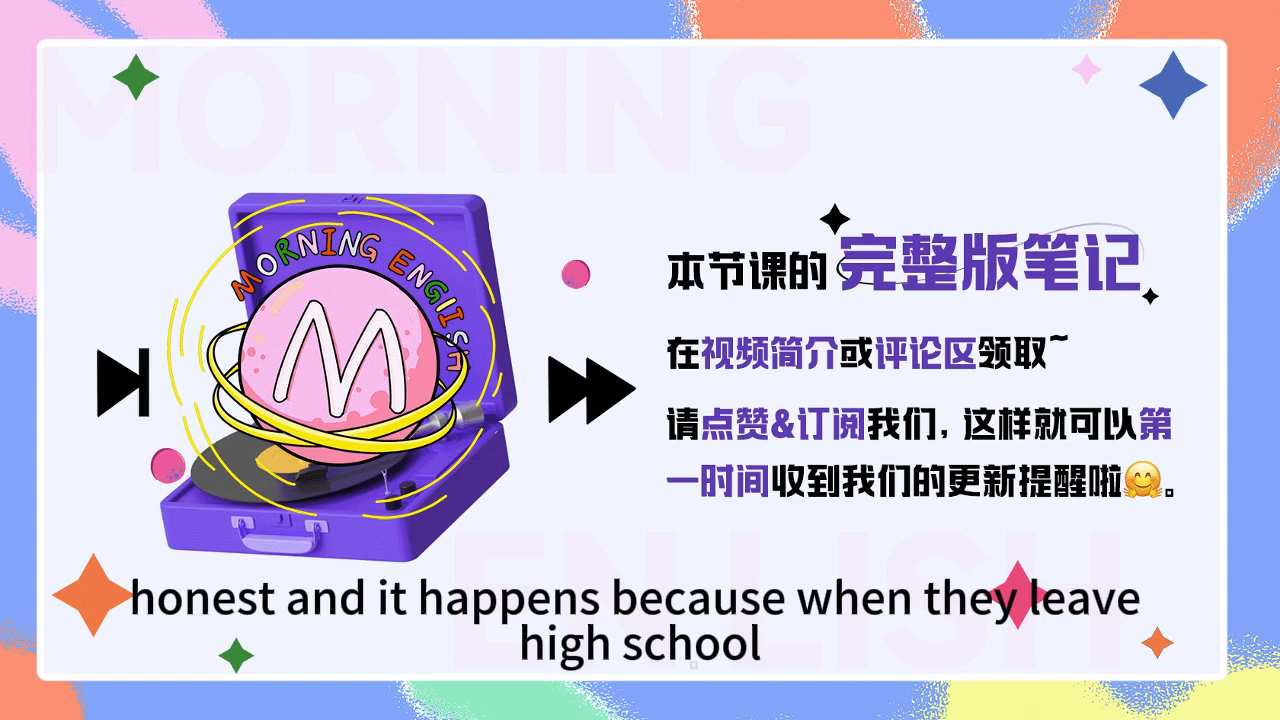 MORNING
MORNING ENGLISH
M
本节课的 完整版笔记
在视频简介或评论区领取~
请点赞&订阅我们,这样就可以第
一时间收到我们的更新提醒啦🤗。
ENLISH
honest and it happens because when they leave
high school